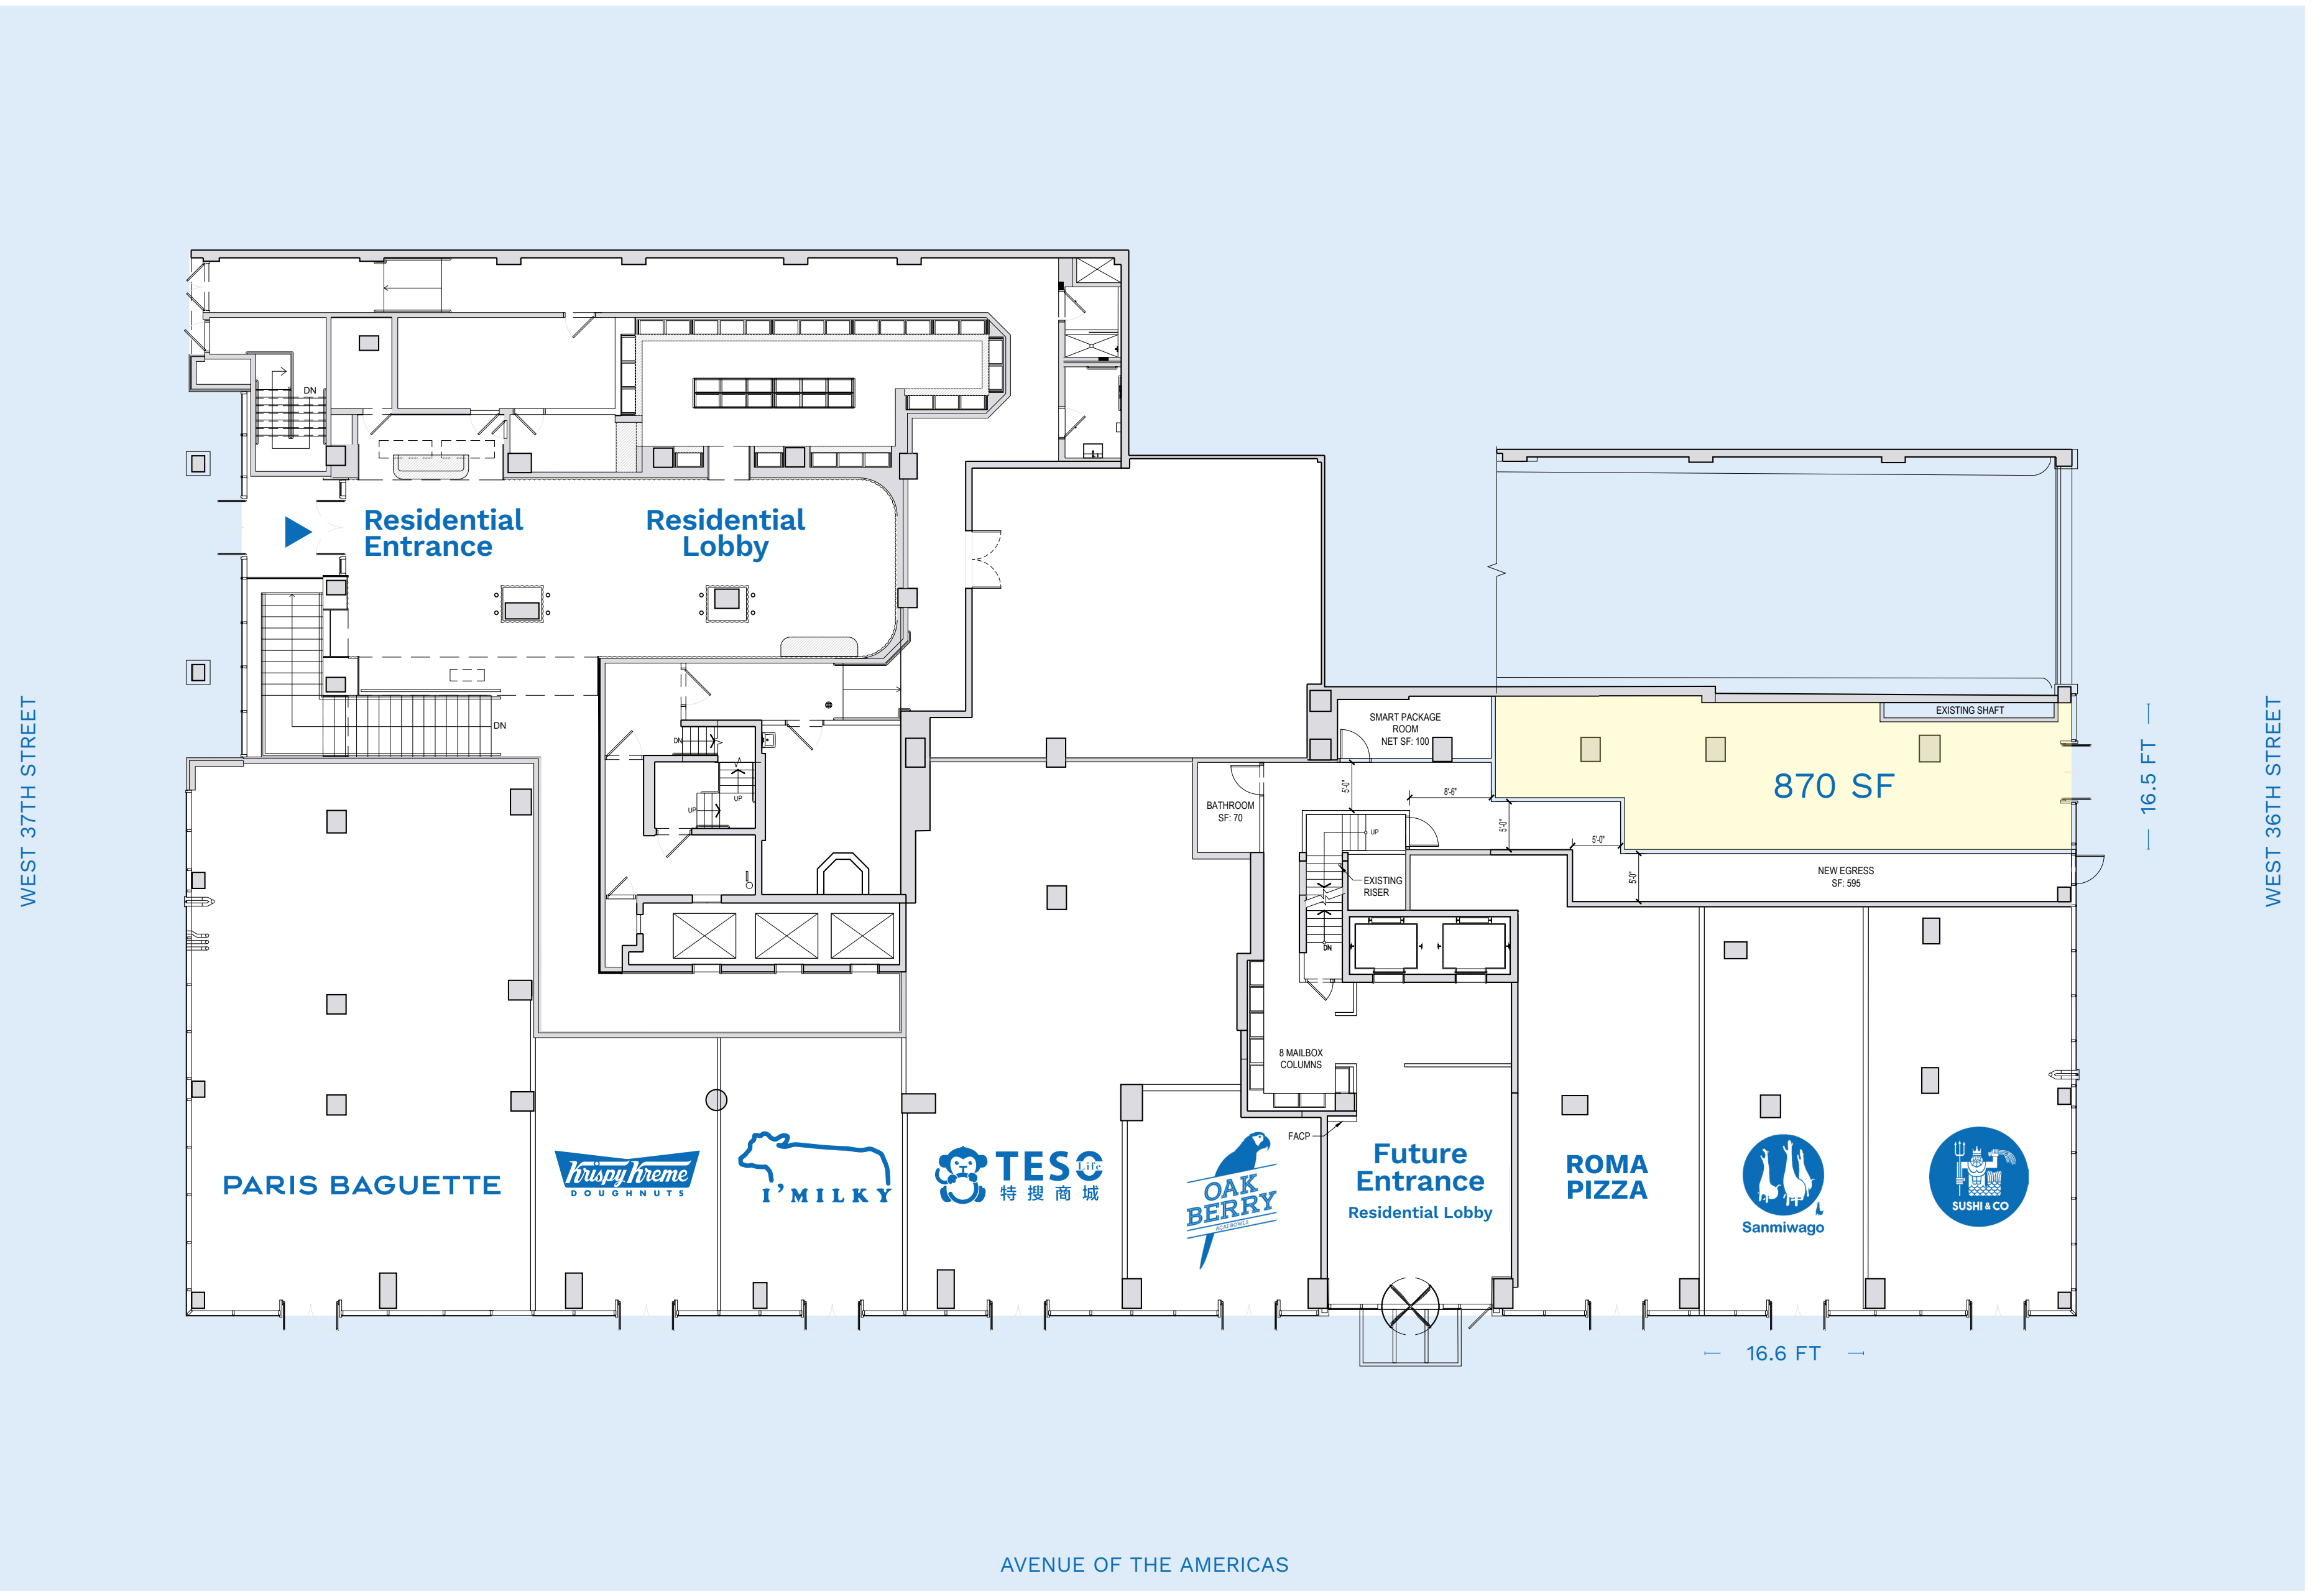 DN
Residential
Entrance
Residential
Lobby
WEST 37TH STREET
WEST 36TH STREET
DN
DN
UP
UP
SMART PACKAGE
ROOM
NET SF: 100
EXISTING SHAFT
870 SF
16.5 FT
BATHROOM
SF: 70
5'-0"
8'-6"
5'-0"
5'-0"
5'-0"
UP
EXISTING
RISER
NEW EGRESS
SF: 595
DN
8 MAILBOX
COLUMNS
FACP
PARIS BAGUETTE
Krispy Kreme
DOUGHNUTS
I'MILKY
TESO
Life
特搜商城
OAK
BERRY
AÇAÍ BOWLS
Future
Entrance
Residential Lobby
ROMA
PIZZA
Sanmiwago
SUSHI & CO
16.6 FT
AVENUE OF THE AMERICAS